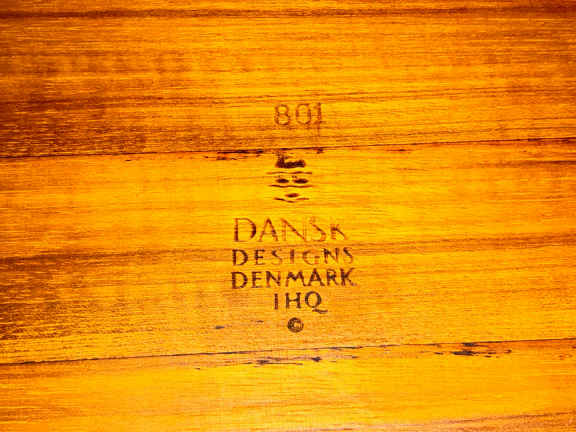 801
DANSK
DESIGNS
DENMARK
IHQ
©